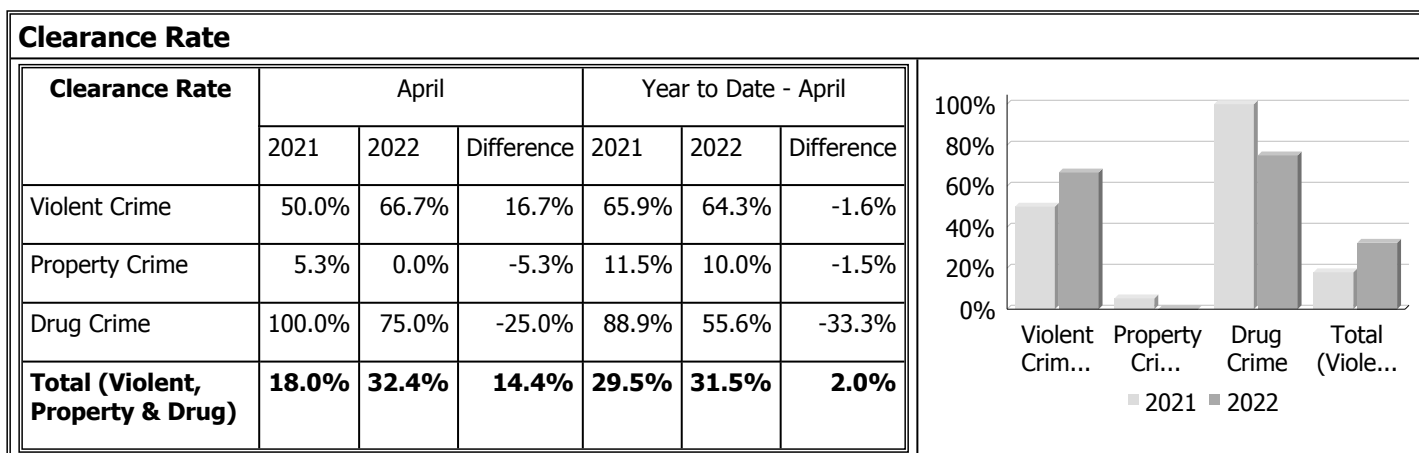 Clearance Rate
Clearance Rate April Year to Date - April
2021 2022 Difference 2021 2022 Difference
Violent Crime 50.0% 66.7% 16.7% 65.9% 64.3% -1.6%
Property Crime 5.3% 0.0% -5.3% 11.5% 10.0% -1.5%
Drug Crime 100.0% 75.0% -25.0% 88.9% 55.6% -33.3%
Total (Violent, 18.0% 32.4% 14.4% 29.5% 31.5% 2.0%
Property & Drug)
100%
80%
60%
40%
20%
0%
Violent Property Drug Total
Crim... Cri... Crime (Viole...
2021 2022